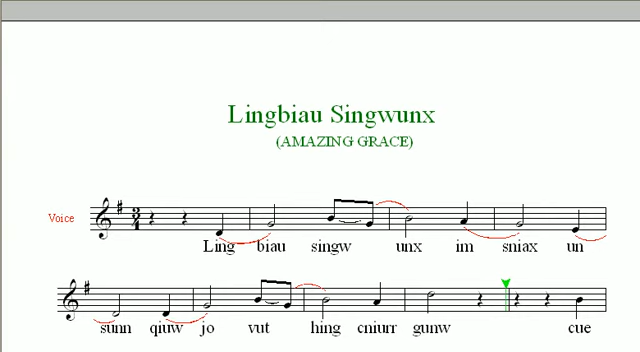 Lingbiau Singwunx
(AMAZING GRACE)
Voice
Ling biau singw unx im sniax un
sunn qiuw jo vut hing cniurr gunw cue